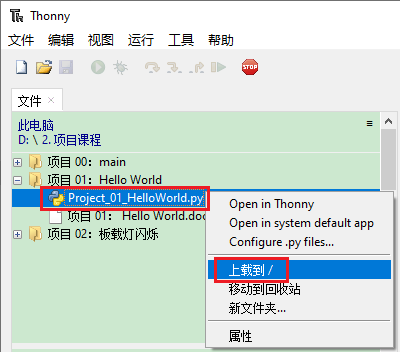 Thonny
文件 编辑 视图 运行 工具 帮助
STOP
文件 ×
此电脑
D: \ 2. 项目课程
项目 00：main
项目 01：Hello World
Project_01_HelloWorld.py
项目 01： Hello World.doc
项目 02：板载灯闪烁
Open in Thonny
Open in system default app
Configure .py files...
上载到 /
移动到回收站
新文件夹...
属性